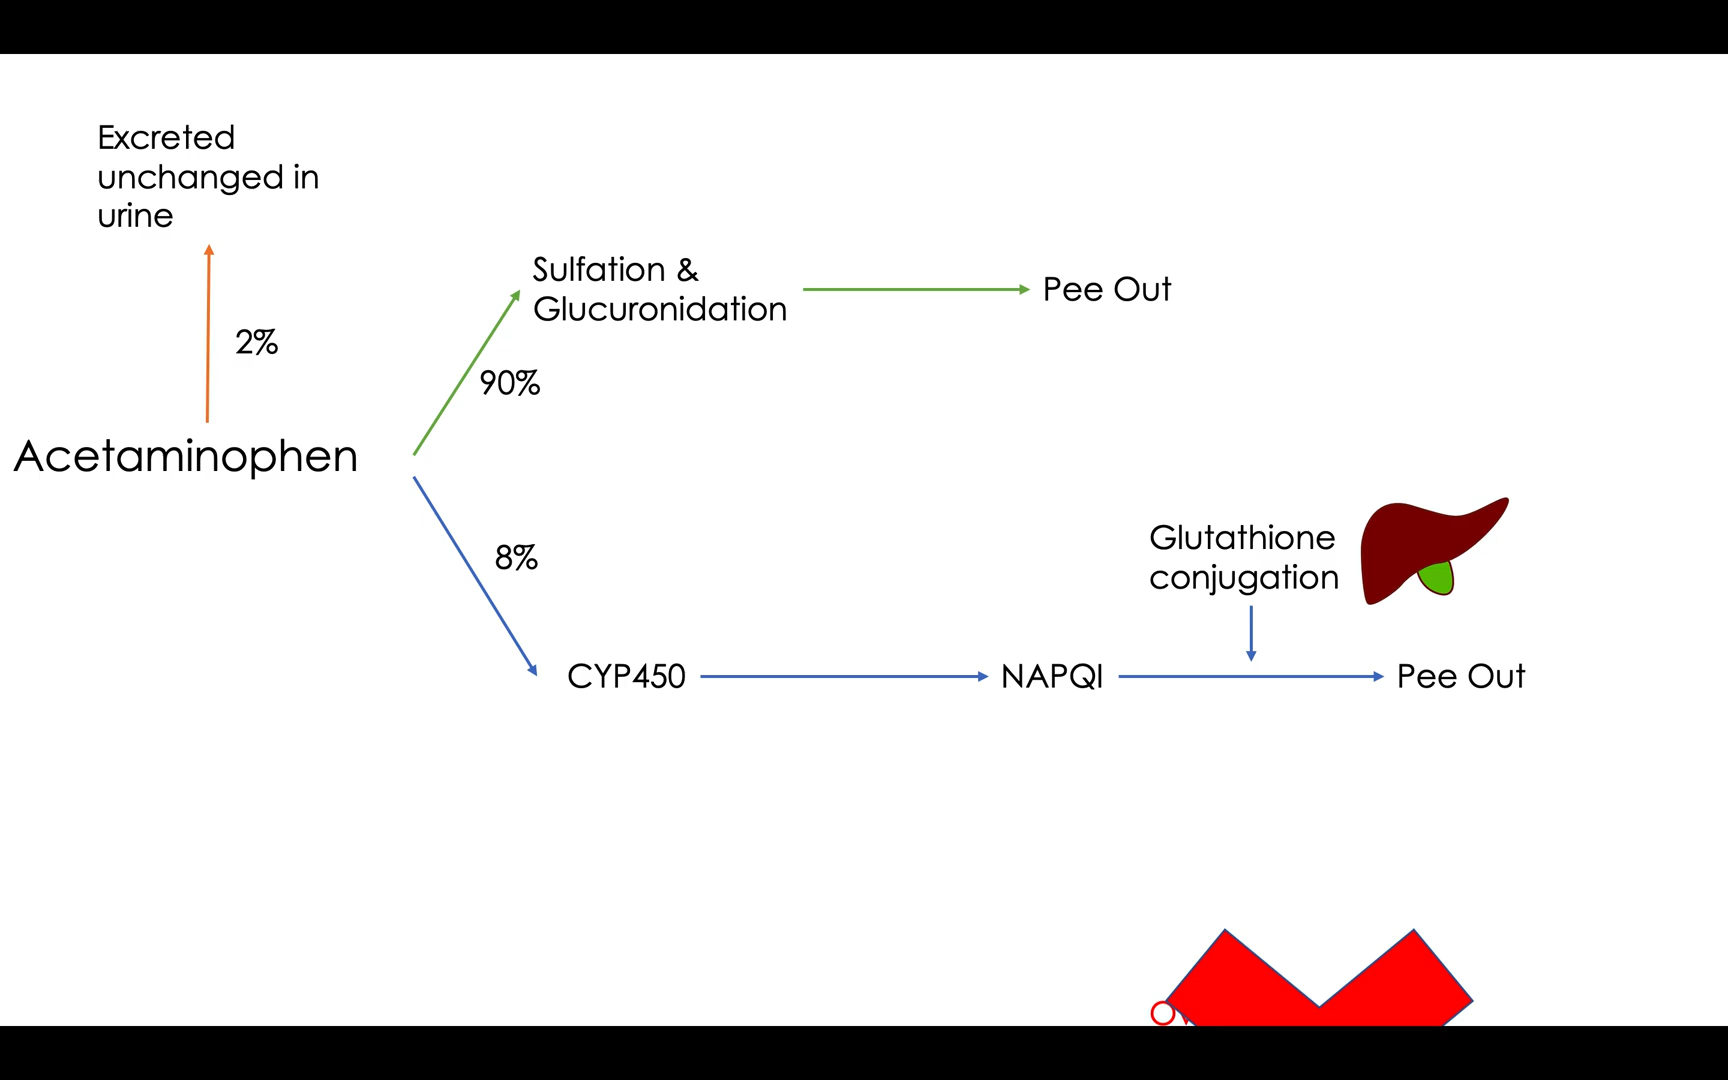 Excreted
unchanged in
urine
2%
Sulfation &
Glucuronidation
Pee Out
90%
Acetaminophen
8%
Glutathione
conjugation
CYP450
NAPQI
Pee Out